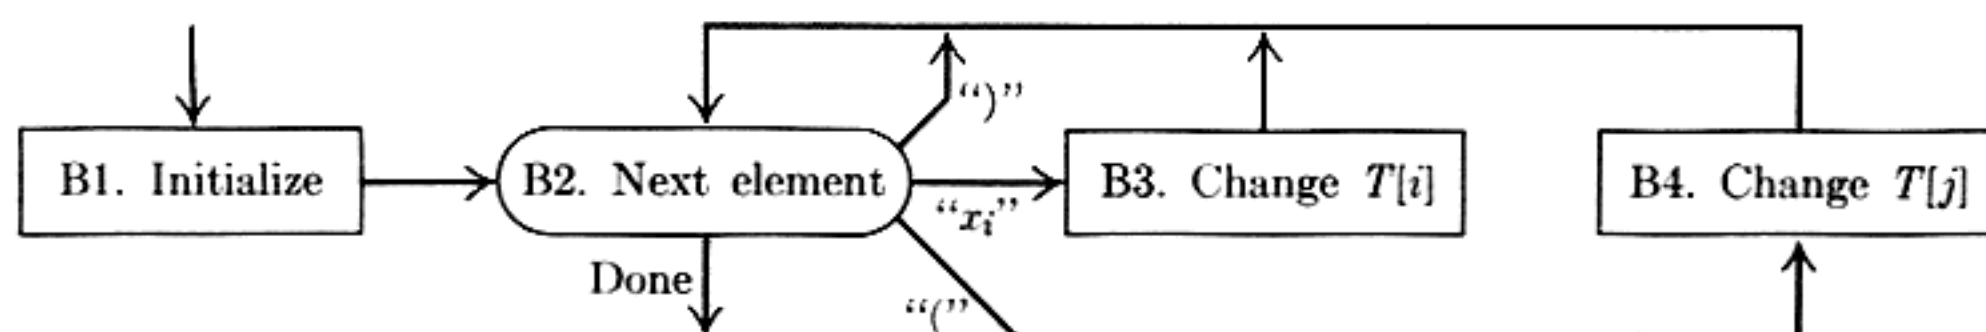 “)”
B1. Initialize
B2. Next element
B3. Change T[i]
B4. Change T[j]
“xᵢ”
Done
“(”